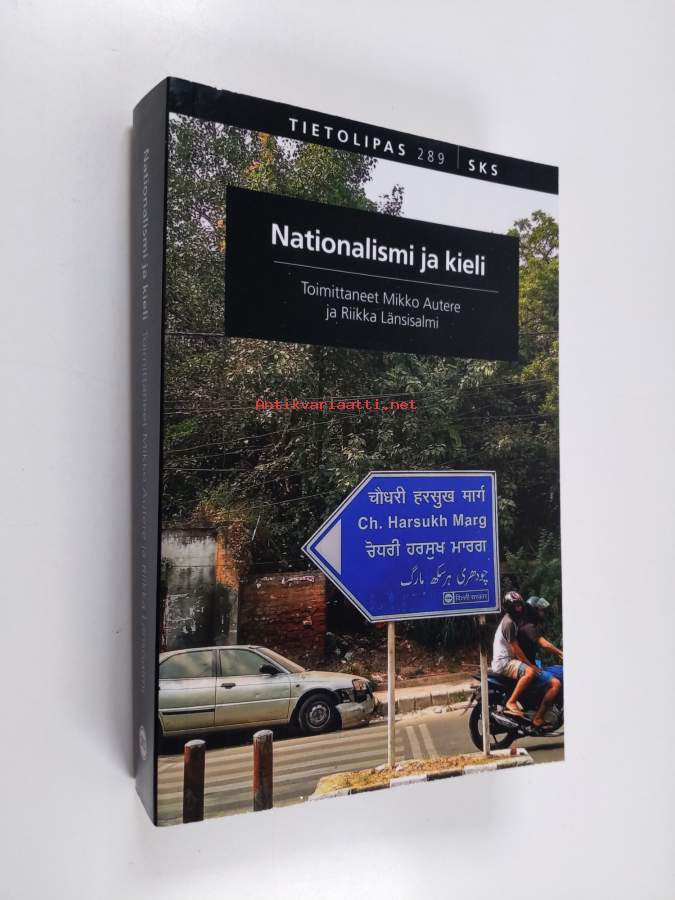 TIETOLIPAS 289 | SKS
Nationalismi ja kieli
Toimittaneet Mikko Autere
ja Riikka Länsisalmi
Antikvariaatti.net
चौधरी हरसुख मार्ग
Ch. Harsukh Marg
ਚੋਧਰੀ ਹਰਸੁਖ ਮਾਰਗ
چودھری ہرسکھ مارگ
दिल्ली सरकार
Nationalismi ja kieli Toimittaneet Mikko Autere ja Riikka Länsisalmi